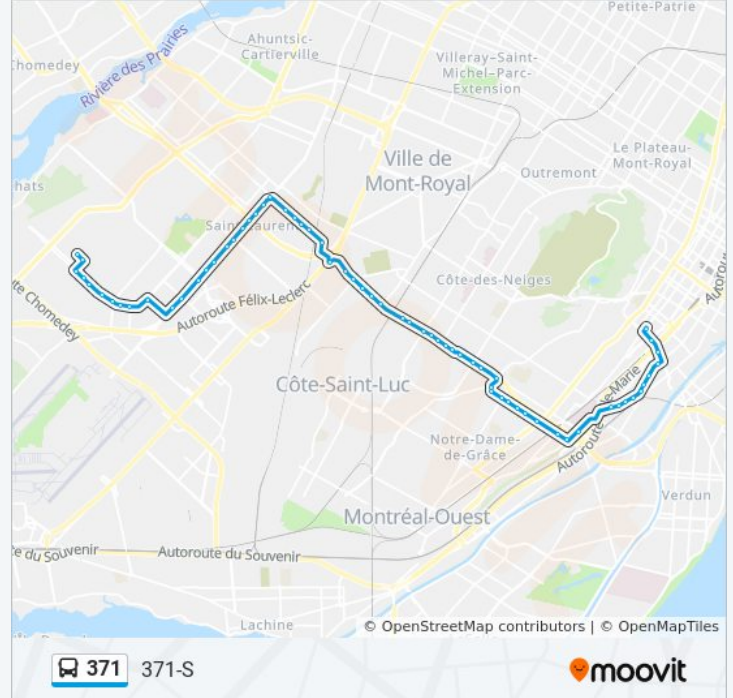 Petite-Patrie
Ahuntsic-
Cartierville
Chomedey
Rivière des Prairies
Villeray–Saint-
Michel–Parc-
Extension
Le Plateau-
Mont-Royal
Ville de
Mont-Royal
Outremont
hats
Saint-Laurent
Côte-des-Neiges
te Chomedey
Autoroute Félix-Leclerc
Autorou
Côte-Saint-Luc
le-Marie
Autoroute
Notre-Dame-
de-Grâce
Verdun
Montréal-Ouest
te du Souvenir
Autoroute du Souvenir
Lachine
© OpenStreetMap contributors | © OpenMapTiles
371 371-S
moovit